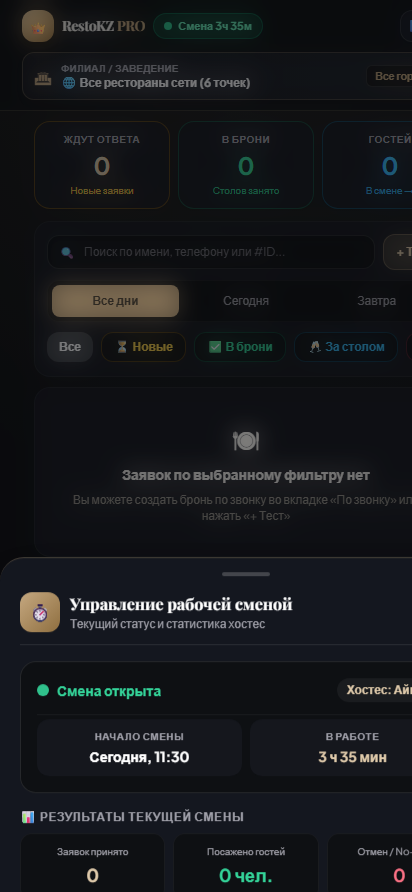 RestoKZ PRO
Смена 3ч 35м
ФИЛИАЛ / ЗАВЕДЕНИЕ
Все рестораны сети (6 точек)
Все гор
ЖДУТ ОТВЕТА
0
Новые заявки
В БРОНИ
0
Столов занято
ГОСТЕЙ
0
В смене —
Поиск по имени, телефону или #ID...
+ Т
Все дни
Сегодня
Завтра
Все
Новые
В брони
За столом
Заявок по выбранному фильтру нет
Вы можете создать бронь по звонку во вкладке «По звонку» ил
нажать «+ Тест»
Управление рабочей сменой
Текущий статус и статистика хостес
Смена открыта
Хостес: Ай
НАЧАЛО СМЕНЫ
Сегодня, 11:30
В РАБОТЕ
3 ч 35 мин
РЕЗУЛЬТАТЫ ТЕКУЩЕЙ СМЕНЫ
Заявок принято
0
Посажено гостей
0 чел.
Отмен / No-
0